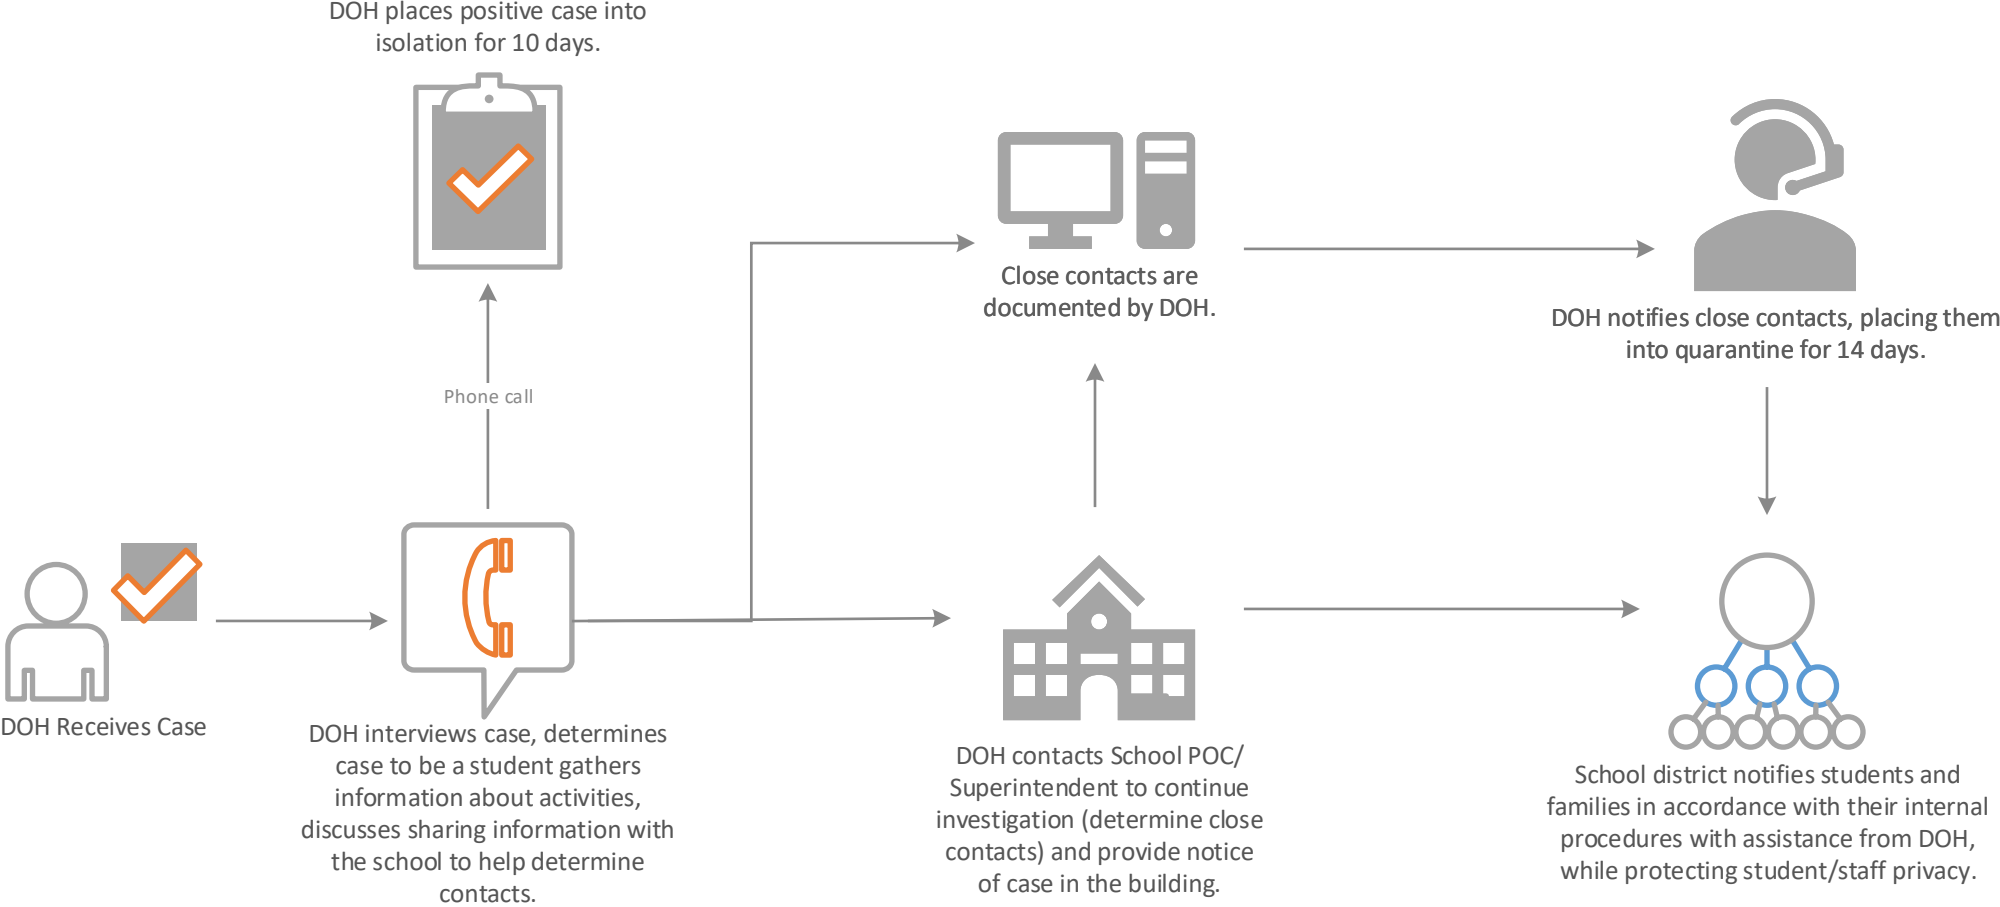 DOH places positive case into
isolation for 10 days.
Phone call
DOH Receives Case
DOH interviews case, determines
case to be a student gathers
information about activities,
discusses sharing information with
the school to help determine
contacts.
Close contacts are
documented by DOH.
DOH contacts School POC/
Superintendent to continue
investigation (determine close
contacts) and provide notice
of case in the building.
DOH notifies close contacts, placing them
into quarantine for 14 days.
School district notifies students and
families in accordance with their internal
procedures with assistance from DOH,
while protecting student/staff privacy.